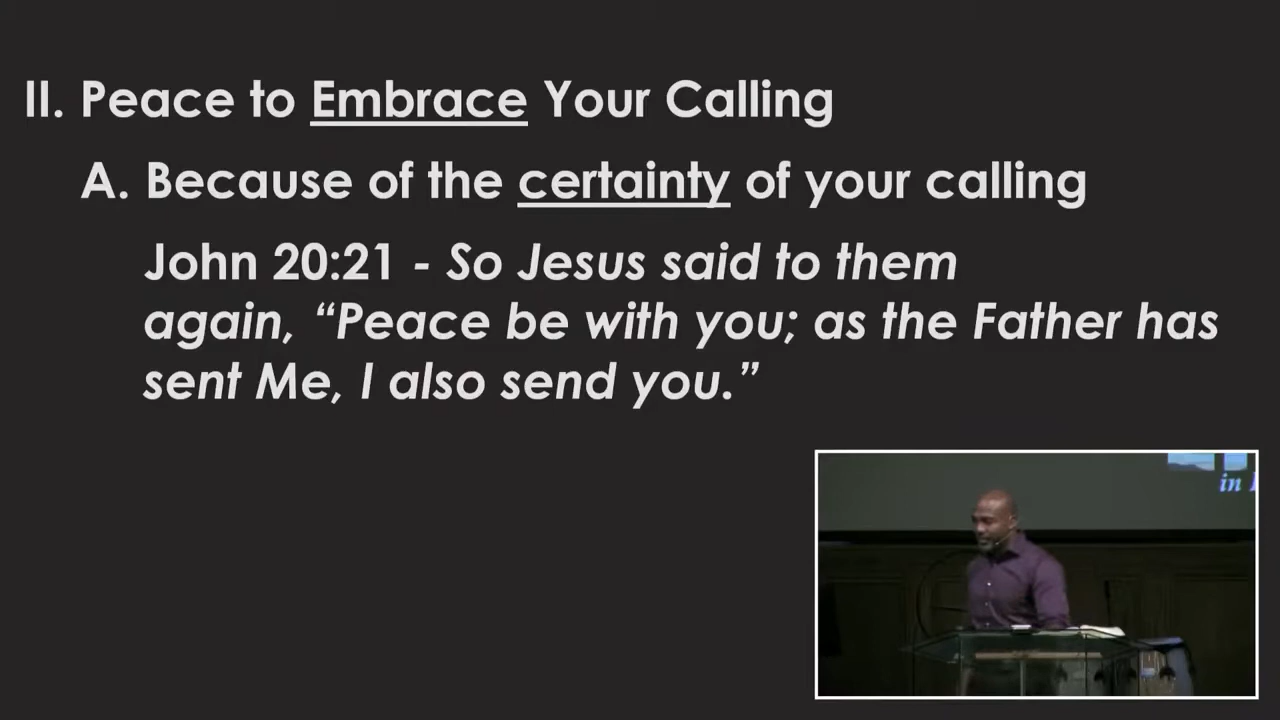 II. Peace to Embrace Your Calling
A. Because of the certainty of your calling
John 20:21 - So Jesus said to them
again, “Peace be with you; as the Father has
sent Me, I also send you.”
in